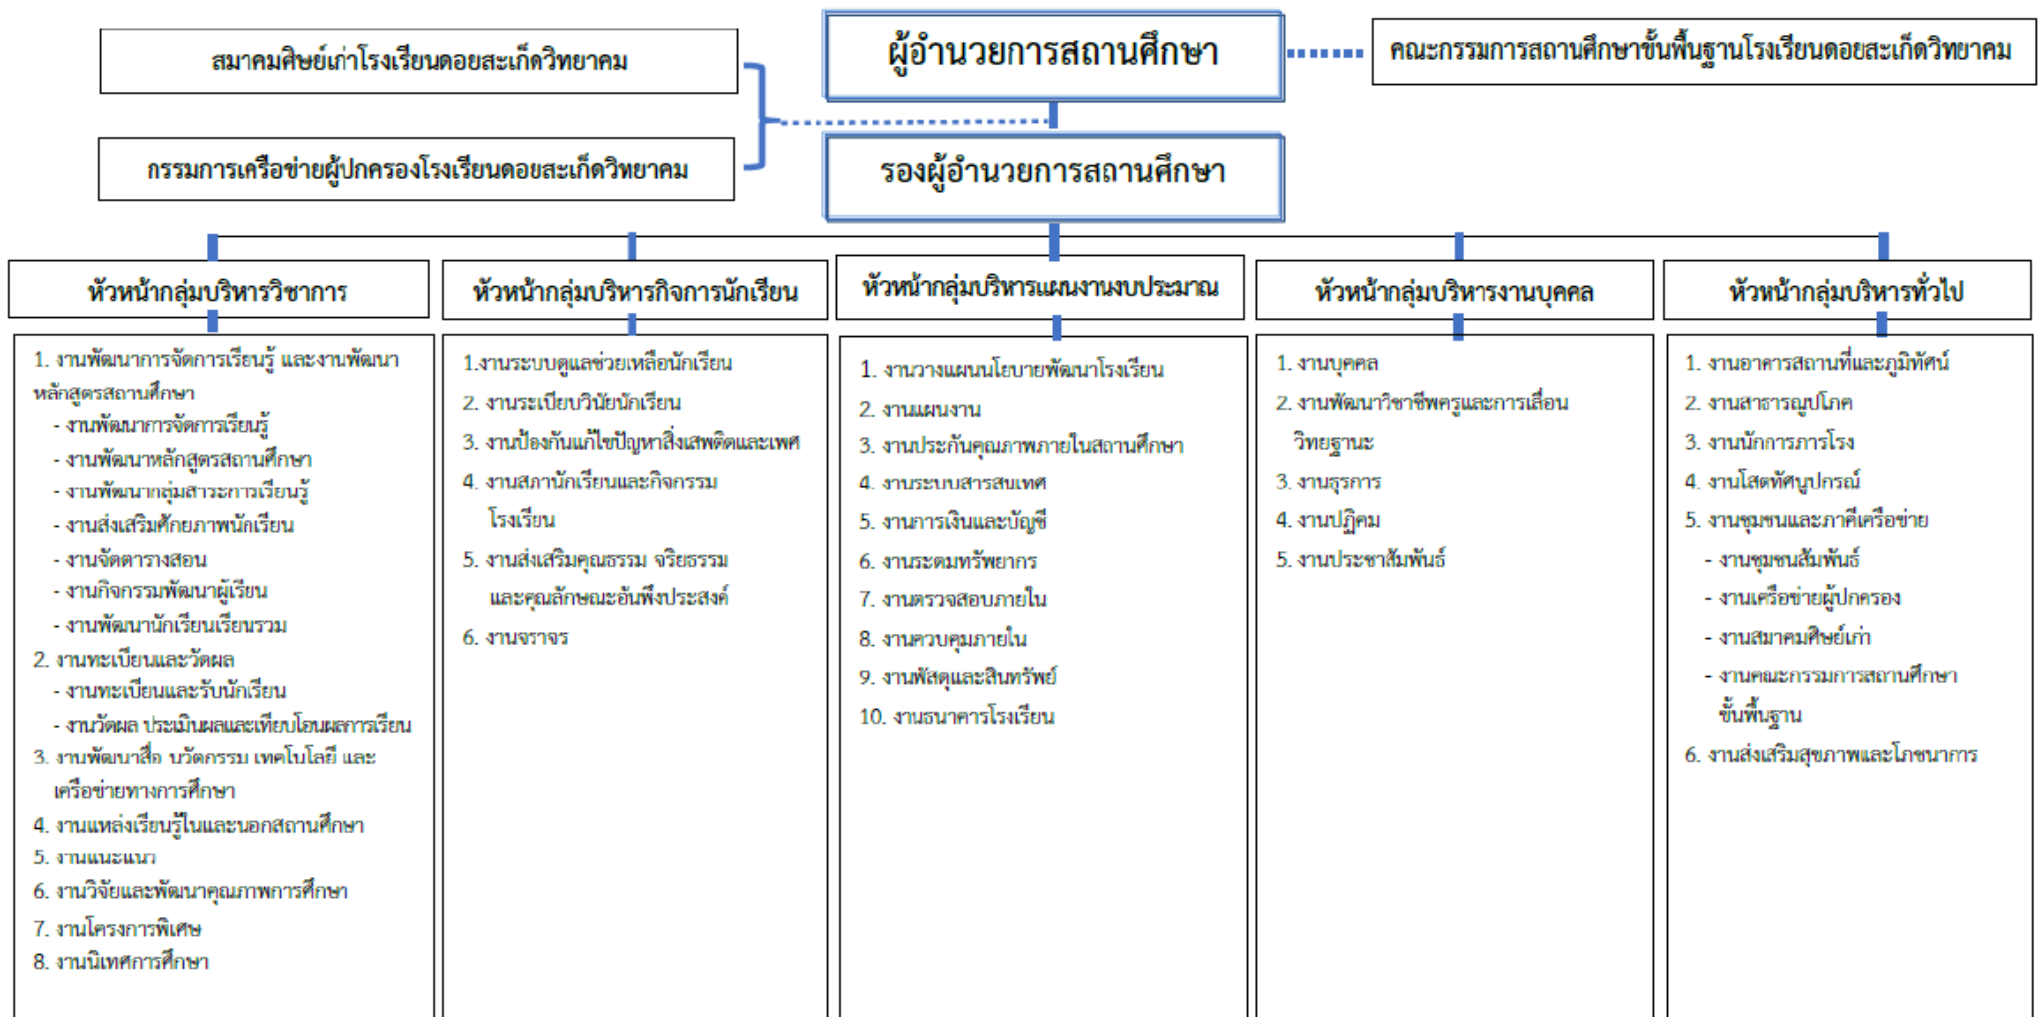 ผู้อำนวยการสถานศึกษา
สมาคมศิษย์เก่าโรงเรียนดอยสะเก็ดวิทยาคม
คณะกรรมการสถานศึกษาขั้นพื้นฐานโรงเรียนดอยสะเก็ดวิทยาคม
กรรมการเครือข่ายผู้ปกครองโรงเรียนดอยสะเก็ดวิทยาคม
รองผู้อำนวยการสถานศึกษา
หัวหน้ากลุ่มบริหารวิชาการ
1. งานพัฒนาการจัดการเรียนรู้ และงานพัฒนา
หลักสูตรสถานศึกษา
- งานพัฒนาการจัดการเรียนรู้
- งานพัฒนาหลักสูตรสถานศึกษา
- งานพัฒนากลุ่มสาระการเรียนรู้
- งานส่งเสริมศักยภาพนักเรียน
- งานจัดตารางสอน
- งานกิจกรรมพัฒนาผู้เรียน
- งานพัฒนานักเรียนเรียนรวม
2. งานทะเบียนและวัดผล
- งานทะเบียนและรับนักเรียน
- งานวัดผล ประเมินผลและเทียบโอนผลการเรียน
3. งานพัฒนาสื่อ นวัตกรรม เทคโนโลยี และ
เครือข่ายทางการศึกษา
4. งานแหล่งเรียนรู้ในและนอกสถานศึกษา
5. งานแนะแนว
6. งานวิจัยและพัฒนาคุณภาพการศึกษา
7. งานโครงการพิเศษ
8. งานนิเทศการศึกษา
หัวหน้ากลุ่มบริหารกิจการนักเรียน
1.งานระบบดูแลช่วยเหลือนักเรียน
2. งานระเบียบวินัยนักเรียน
3. งานป้องกันแก้ไขปัญหาสิ่งเสพติดและเพศ
4. งานสภานักเรียนและกิจกรรม
โรงเรียน
5. งานส่งเสริมคุณธรรม จริยธรรม
และคุณลักษณะอันพึงประสงค์
6. งานจราจร
หัวหน้ากลุ่มบริหารแผนงานงบประมาณ
1. งานวางแผนนโยบายพัฒนาโรงเรียน
2. งานแผนงาน
3. งานประกันคุณภาพภายในสถานศึกษา
4. งานระบบสารสนเทศ
5. งานการเงินและบัญชี
6. งานระดมทรัพยากร
7. งานตรวจสอบภายใน
8. งานควบคุมภายใน
9. งานพัสดุและสินทรัพย์
10. งานธนาคารโรงเรียน
หัวหน้ากลุ่มบริหารงานบุคคล
1. งานบุคคล
2. งานพัฒนาวิชาชีพครูและการเลื่อน
วิทยฐานะ
3. งานธุรการ
4. งานปฏิคม
5. งานประชาสัมพันธ์
หัวหน้ากลุ่มบริหารทั่วไป
1. งานอาคารสถานที่และภูมิทัศน์
2. งานสาธารณูปโภค
3. งานนักการภารโรง
4. งานโสตทัศนูปกรณ์
5. งานชุมชนและภาคีเครือข่าย
- งานชุมชนสัมพันธ์
- งานเครือข่ายผู้ปกครอง
- งานสมาคมศิษย์เก่า
- งานคณะกรรมการสถานศึกษา
ขั้นพื้นฐาน
6. งานส่งเสริมสุขภาพและโภชนาการ